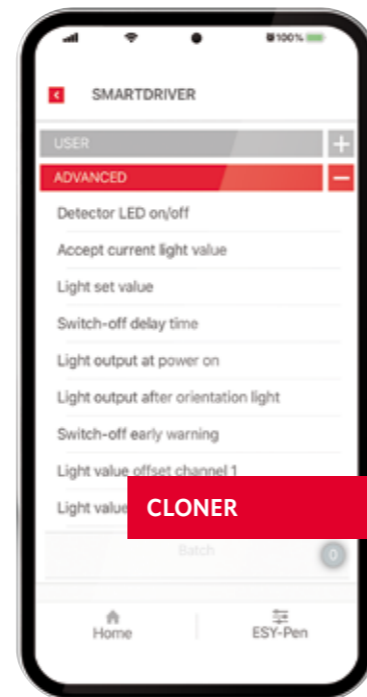 100%
SMARTDRIVER
USER
ADVANCED
Detector LED on/off
Accept current light value
Light set value
Switch-off delay time
Light output at power on
Light output after orientation light
Switch-off early warning
Light value offset channel 1
Light value
CLONER
Batch
0
Home
ESY-Pen